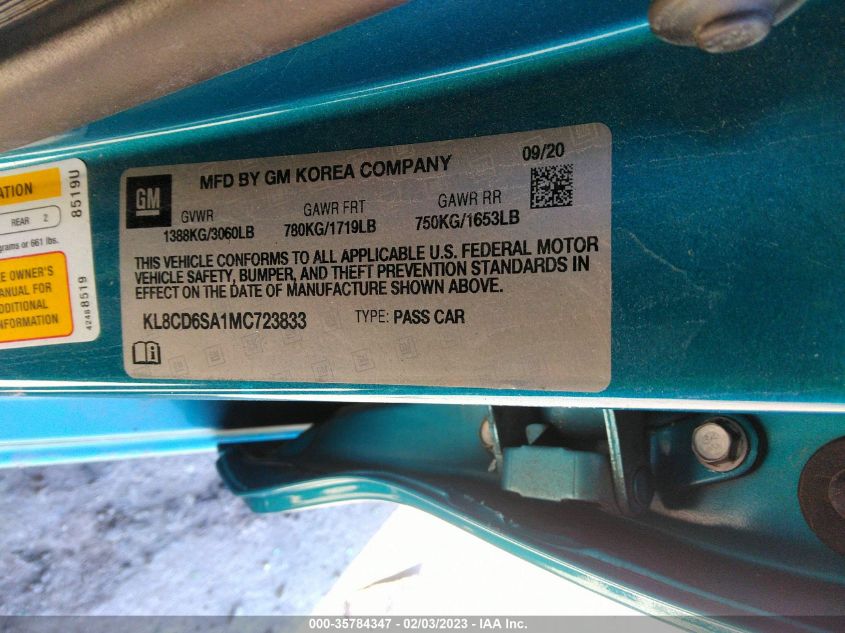 ATION
REAR 2
grams or 661 lbs.
E OWNER'S
ANUAL FOR
DDITIONAL
NFORMATION
8519U
42488519
GM
MFD BY GM KOREA COMPANY
09/20
GVWR
GAWR FRT
GAWR RR
1388KG/3060LB
780KG/1719LB
750KG/1653LB
THIS VEHICLE CONFORMS TO ALL APPLICABLE U.S. FEDERAL MOTOR
VEHICLE SAFETY, BUMPER, AND THEFT PREVENTION STANDARDS IN
EFFECT ON THE DATE OF MANUFACTURE SHOWN ABOVE.
KL8CD6SA1MC723833
TYPE: PASS CAR
000-35784347 - 02/03/2023 - IAA Inc.